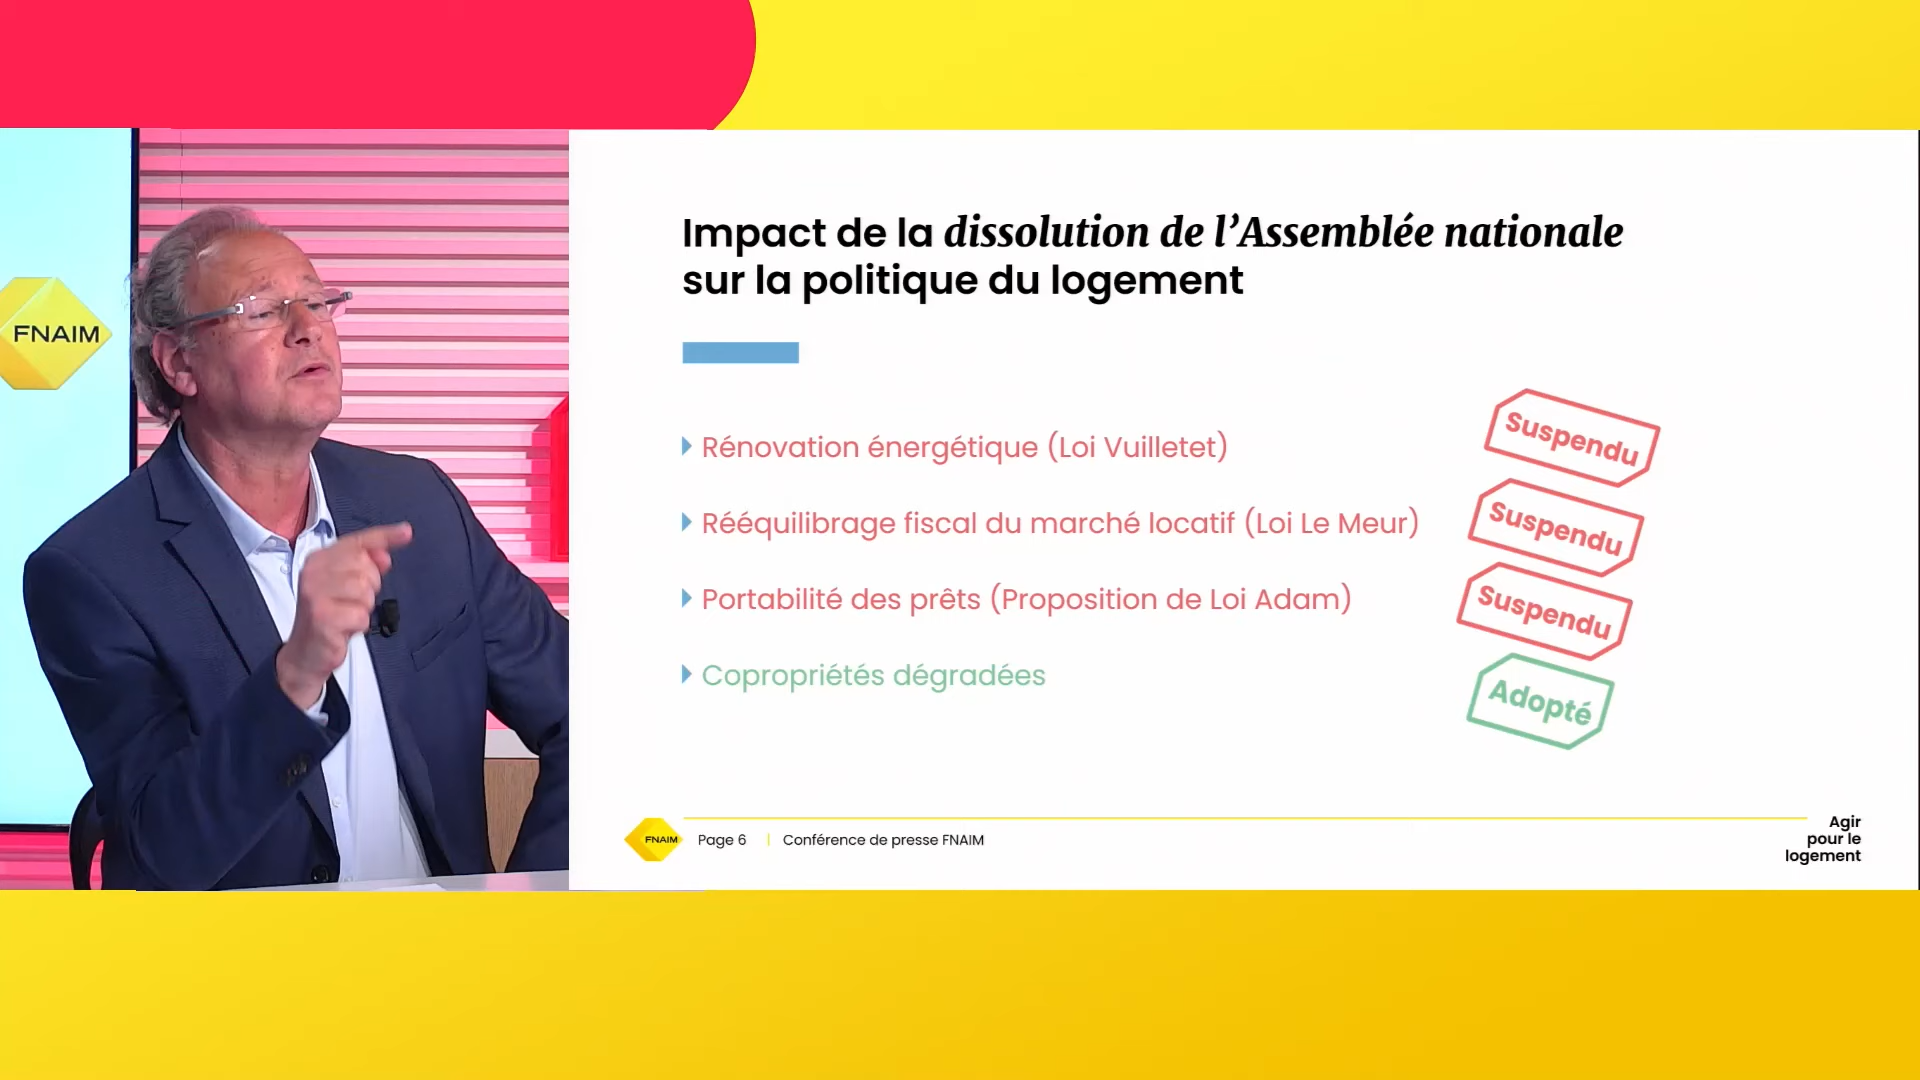 FNAIM
Impact de la dissolution de l’Assemblée nationale
sur la politique du logement
Rénovation énergétique (Loi Vuilletet)
Suspendu
Rééquilibrage fiscal du marché locatif (Loi Le Meur)
Suspendu
Portabilité des prêts (Proposition de Loi Adam)
Suspendu
Copropriétés dégradées
Adopté
FNAIM
Page 6 | Conférence de presse FNAIM
Agir
pour le
logement